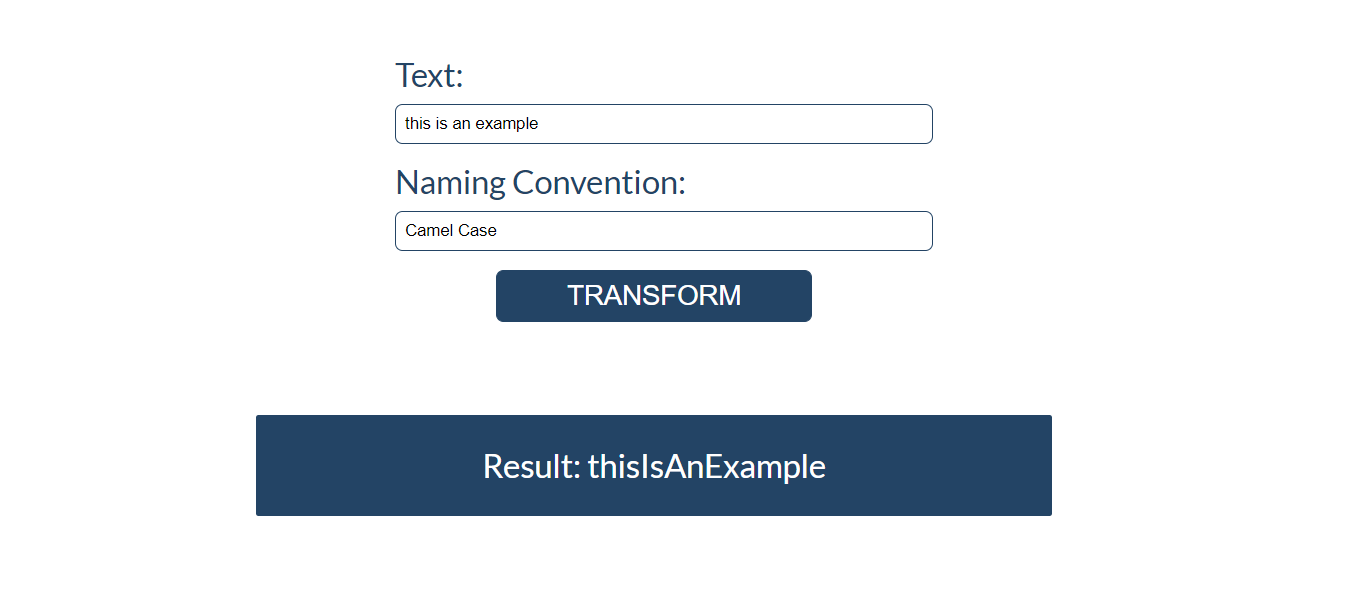 Text:
this is an example
Naming Convention:
Camel Case
TRANSFORM
Result: thisIsAnExample